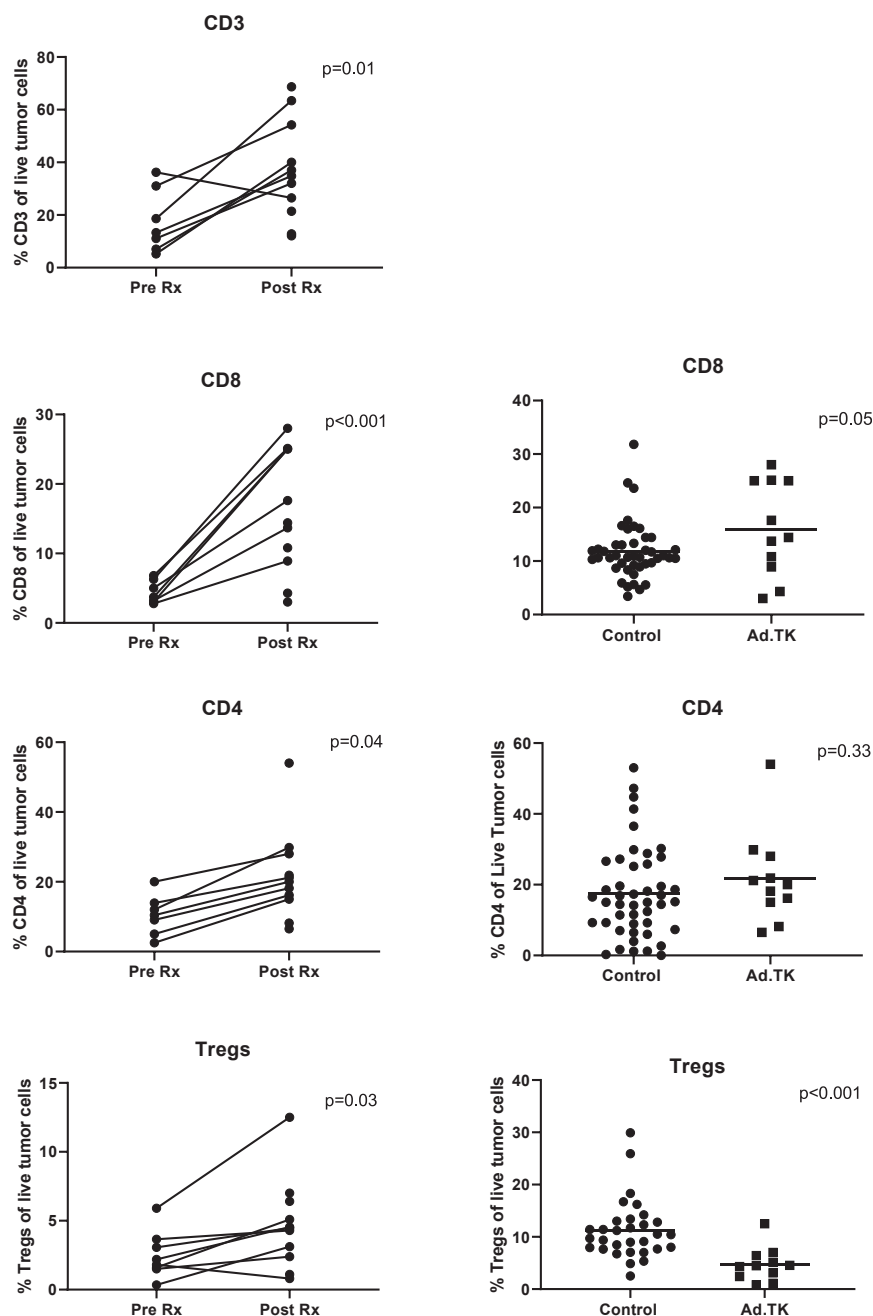 CD3
p=0.01
% CD3 of live tumor cells
80
60
40
20
0
Pre Rx
Post Rx
CD8
p<0.001
% CD8 of live tumor cells
30
20
10
0
Pre Rx
Post Rx
CD8
p=0.05
% CD8 of live tumor cells
40
30
20
10
0
Control
Ad.TK
CD4
p=0.04
% CD4 of live tumor cells
60
40
20
0
Pre Rx
Post Rx
CD4
p=0.33
% CD4 of Live Tumor cells
60
40
20
0
Control
Ad.TK
Tregs
p=0.03
% Tregs of live tumor cells
15
10
5
0
Pre Rx
Post Rx
Tregs
p<0.001
% Tregs of live tumor cells
40
30
20
10
0
Control
Ad.TK